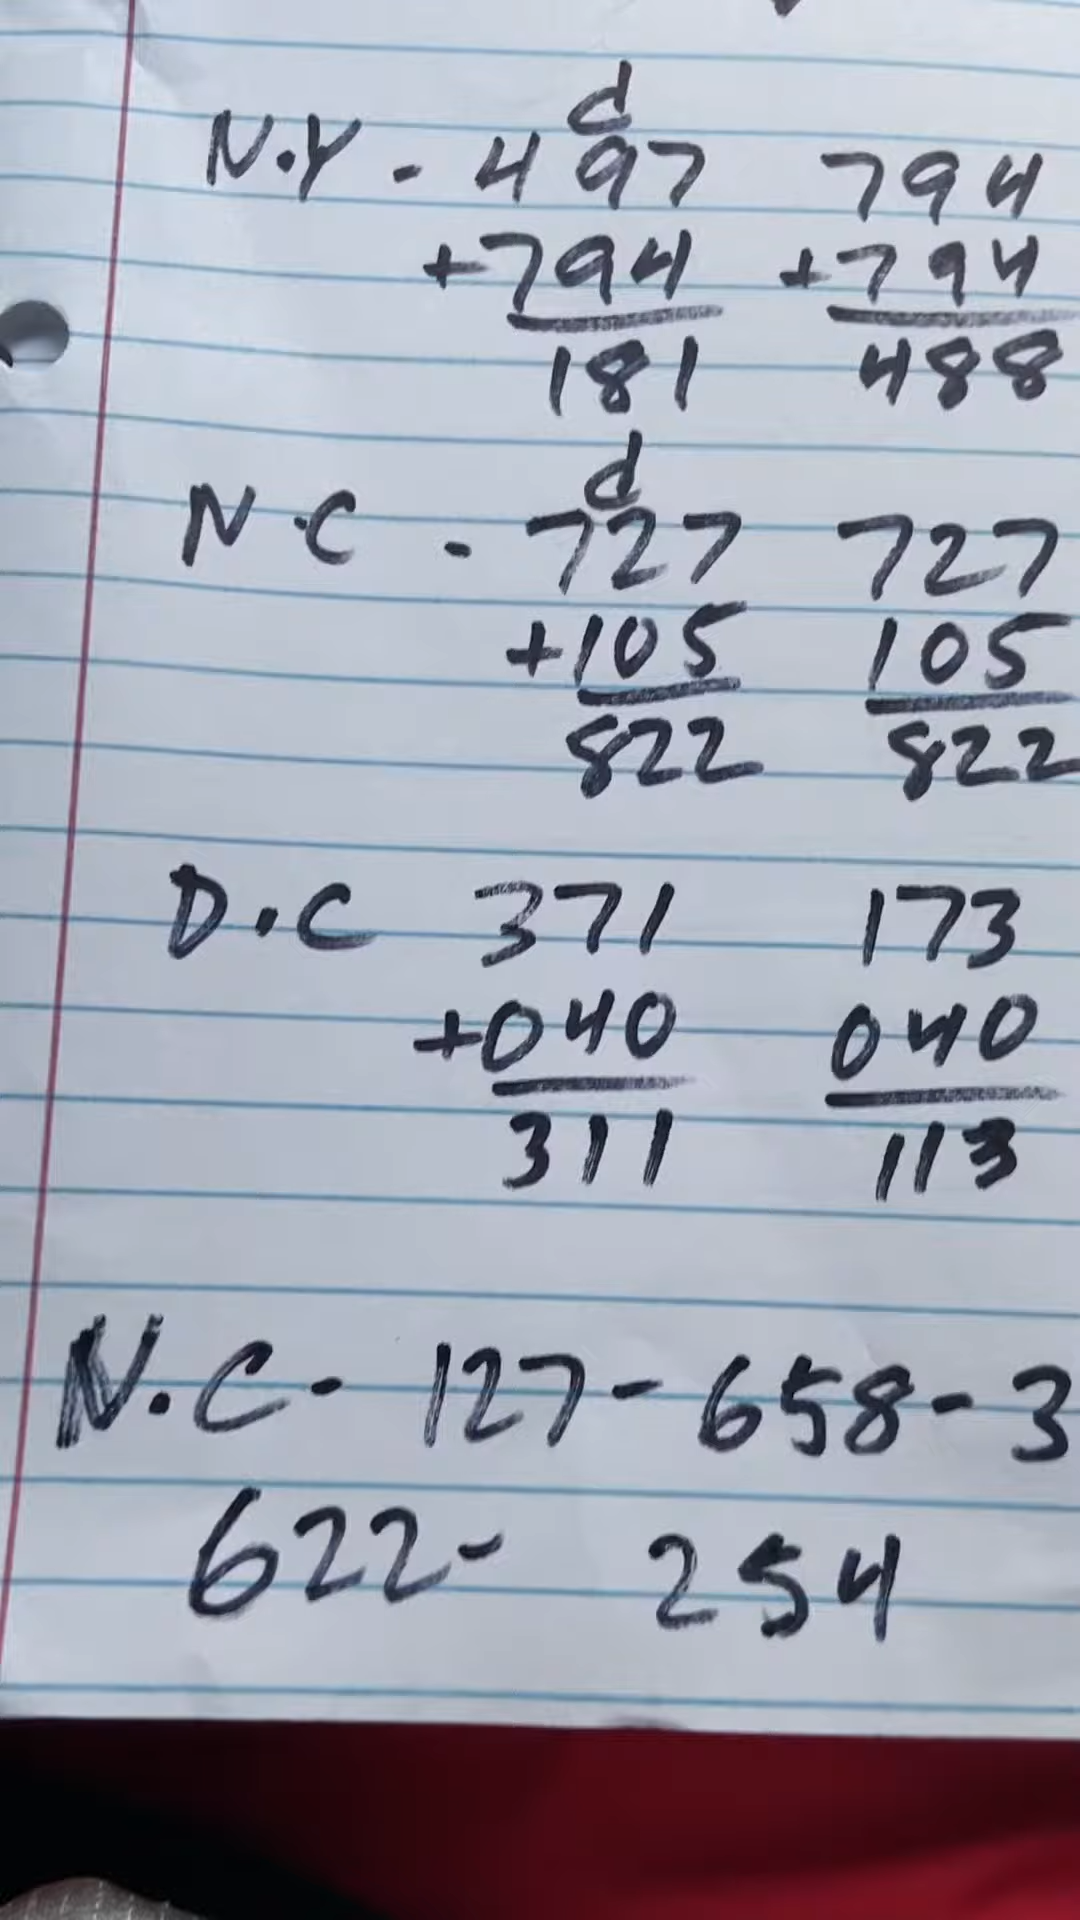 d
N.Y - 497 794
+794 +794
181 488
d
N.C - 727 727
+105 105
822 822
D.C 371 173
+040 040
311 113
N.C - 127 - 658 - 3
622 - 254